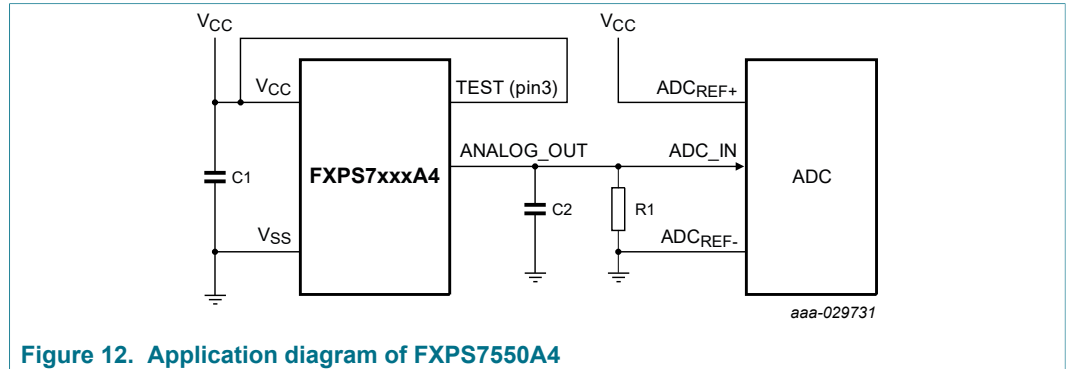 VCC
VCC
VCC
TEST (pin3)
ADCREF+
ANALOG_OUT
ADC_IN
FXPS7xxxA4
ADC
C1
C2
R1
VSS
ADCREF-
aaa-029731
Figure 12. Application diagram of FXPS7550A4